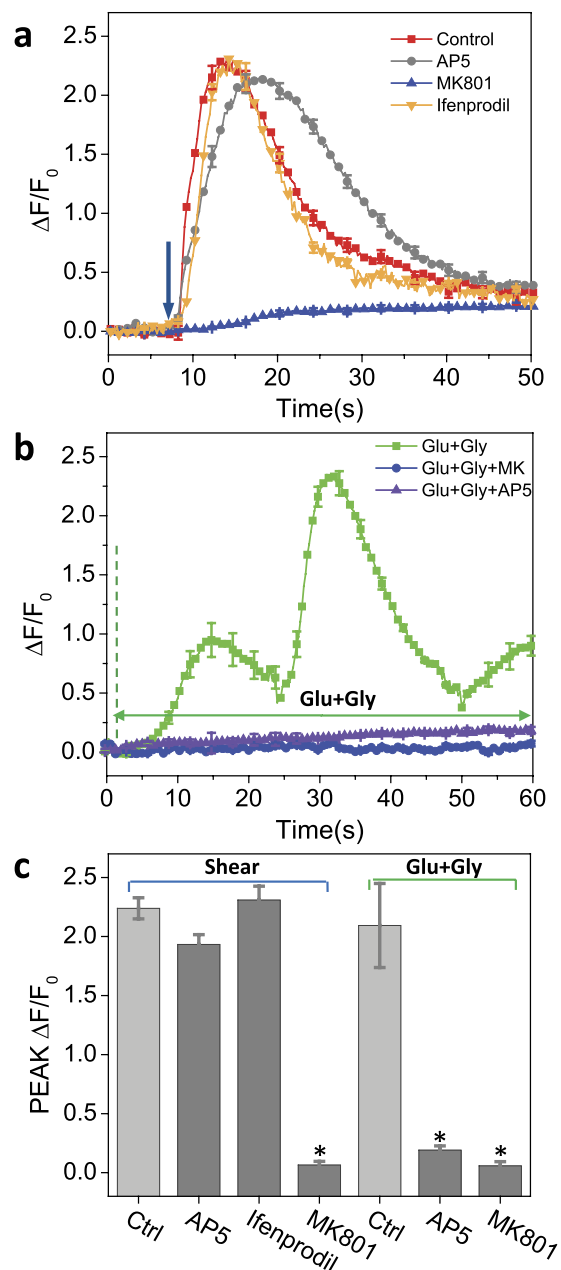 a
Control
AP5
MK801
Ifenprodil
2.5
2.0
1.5
1.0
0.5
0.0
ΔF/F0
0 10 20 30 40 50
Time(s)
b
Glu+Gly
Glu+Gly+MK
Glu+Gly+AP5
2.5
2.0
1.5
1.0
0.5
0.0
ΔF/F0
Glu+Gly
0 10 20 30 40 50 60
Time(s)
c
Shear Glu+Gly
2.5
2.0
1.5
1.0
0.5
0.0
PEAK ΔF/F0
* * *
Ctrl AP5 Ifenprodil MK801 Ctrl AP5 MK801